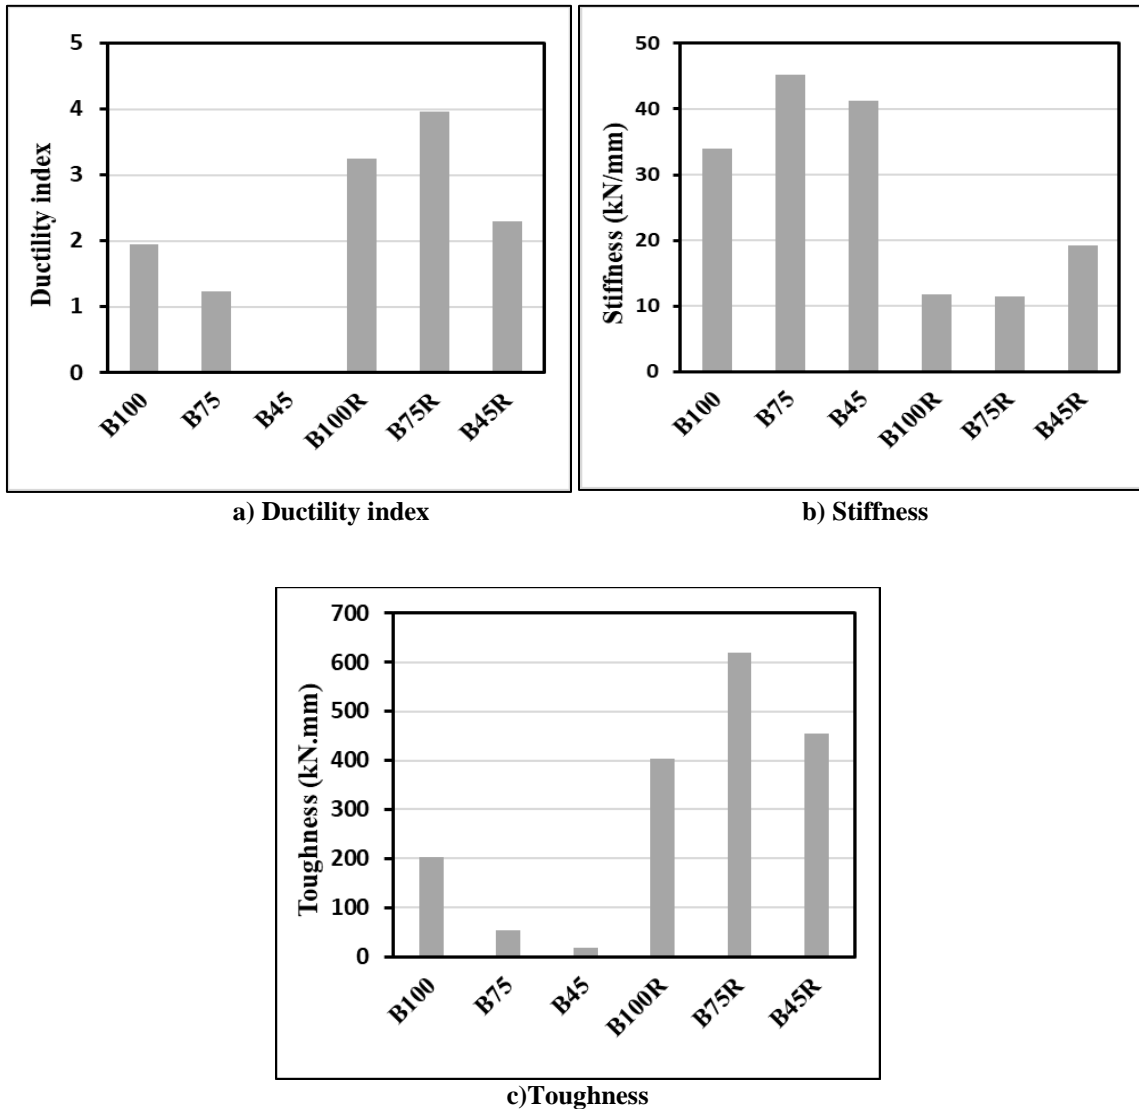 Ductility index
5
4
3
2
1
0
B100
B75
B45
B100R
B75R
B45R
a) Ductility index
Stiffness (kN/mm)
50
40
30
20
10
0
B100
B75
B45
B100R
B75R
B45R
b) Stiffness
Toughness (kN.mm)
700
600
500
400
300
200
100
0
B100
B75
B45
B100R
B75R
B45R
c)Toughness